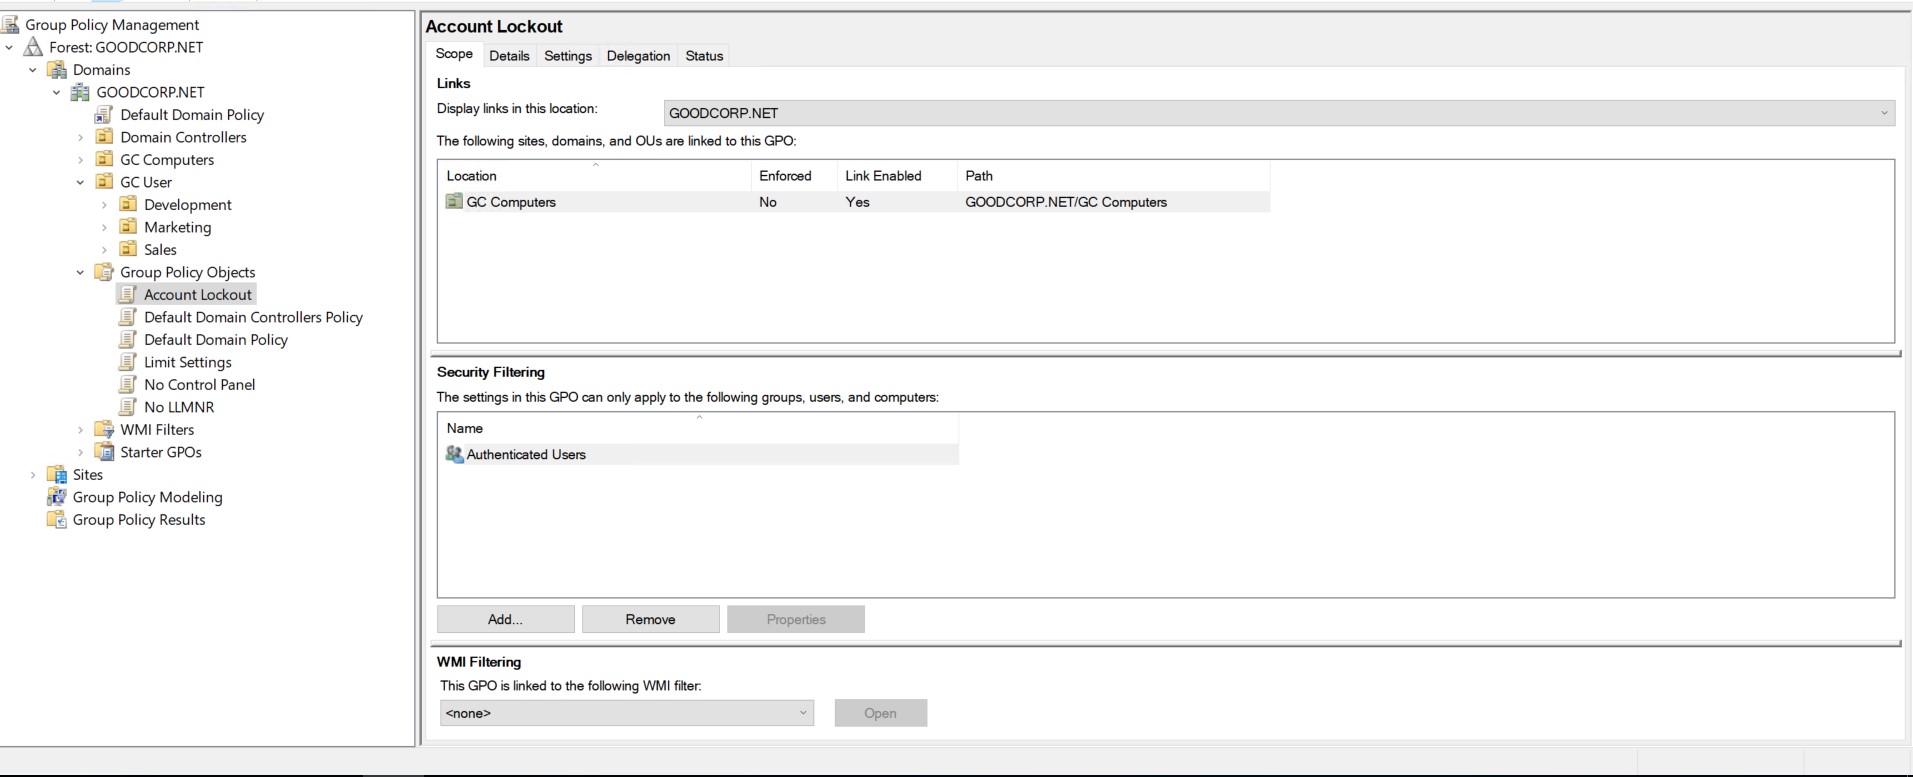 Group Policy Management
Forest: GOODCORP.NET
Domains
GOODCORP.NET
Default Domain Policy
Domain Controllers
GC Computers
GC User
Development
Marketing
Sales
Group Policy Objects
Account Lockout
Default Domain Controllers Policy
Default Domain Policy
Limit Settings
No Control Panel
No LLMNR
WMI Filters
Starter GPOs
Sites
Group Policy Modeling
Group Policy Results
Account Lockout
Scope Details Settings Delegation Status
Links
Display links in this location: GOODCORP.NET
The following sites, domains, and OUs are linked to this GPO:
Location Enforced Link Enabled Path
GC Computers No Yes GOODCORP.NET/GC Computers
Security Filtering
The settings in this GPO can only apply to the following groups, users, and computers:
Name
Authenticated Users
Add... Remove Properties
WMI Filtering
This GPO is linked to the following WMI filter:
<none> Open